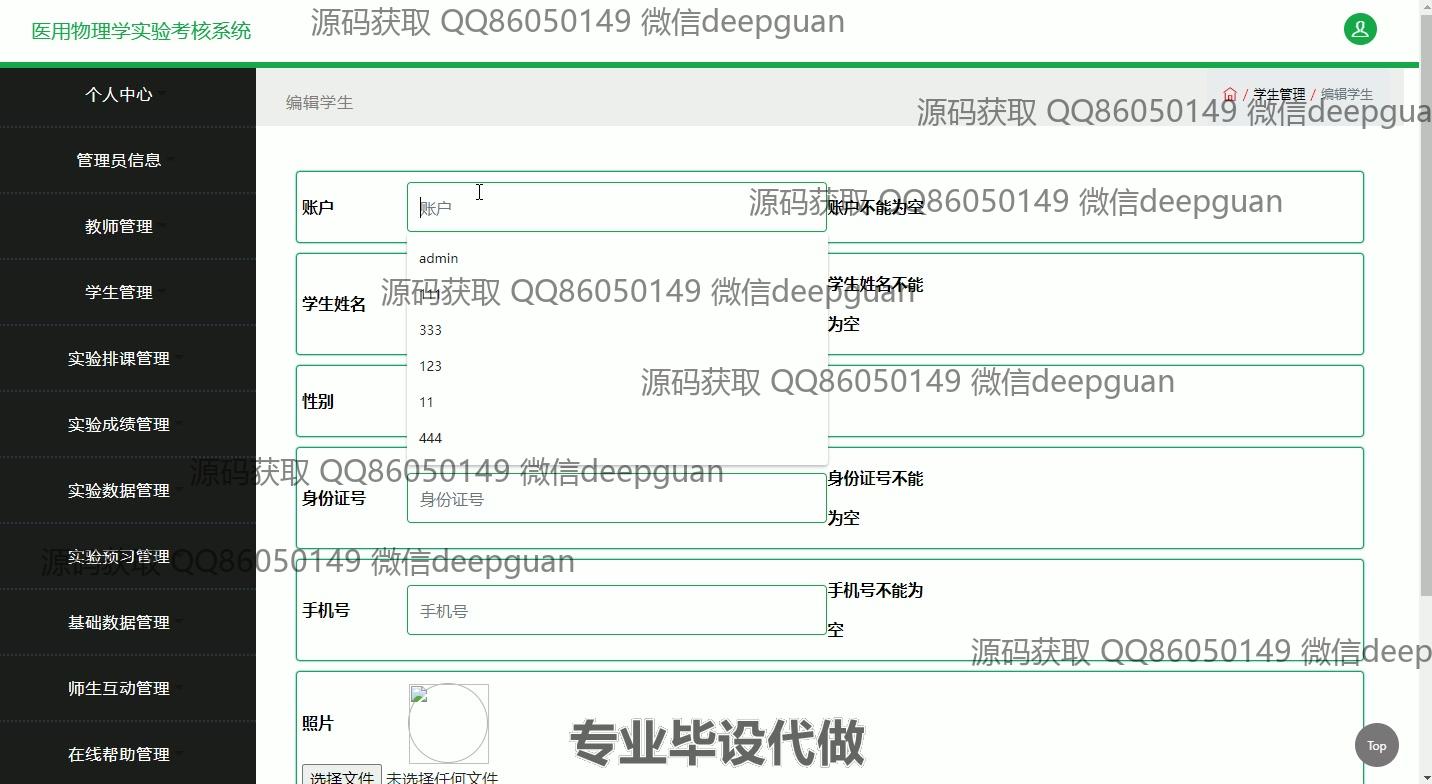 医用物理学实验考核系统
源码获取 QQ86050149 微信deepguan
个人中心
管理员信息
教师管理
学生管理
实验排课管理
实验成绩管理
实验数据管理
实验预习管理
基础数据管理
师生互动管理
在线帮助管理
编辑学生
/ 学生管理 / 编辑学生
源码获取 QQ86050149 微信deepgua
账户
账户
账户不能为空
源码获取 QQ86050149 微信deepguan
admin
111
333
123
11
444
学生姓名
学生姓名不能
为空
源码获取 QQ86050149 微信deepguan
性别
源码获取 QQ86050149 微信deepguan
源码获取 QQ86050149 微信deepguan
身份证号
身份证号
身份证号不能
为空
源码获取 QQ86050149 微信deepguan
手机号
手机号
手机号不能为
空
源码获取 QQ86050149 微信deep
照片
选择文件 未选择任何文件
专业毕设代做
Top